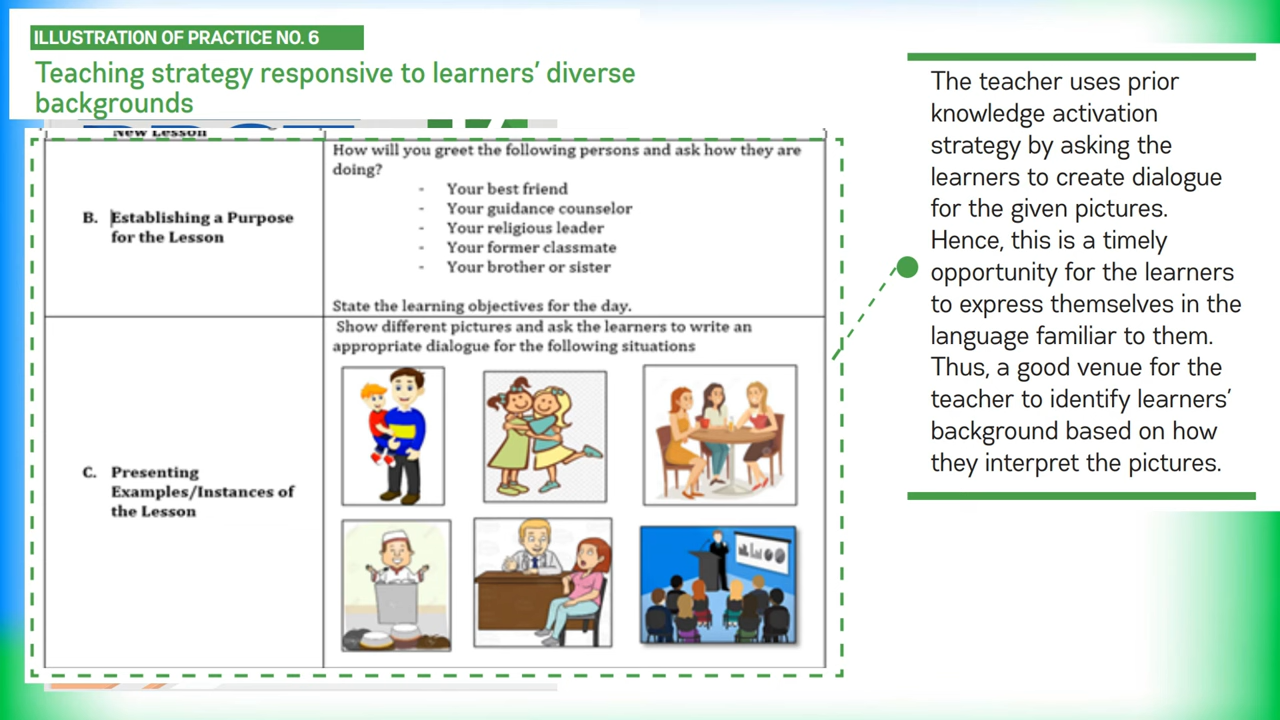 ILLUSTRATION OF PRACTICE NO. 6
Teaching strategy responsive to learners’ diverse
backgrounds
New Lesson
B. Establishing a Purpose
for the Lesson
How will you greet the following persons and ask how they are
doing?
- Your best friend
- Your guidance counselor
- Your religious leader
- Your former classmate
- Your brother or sister
State the learning objectives for the day.
C. Presenting
Examples/Instances of
the Lesson
Show different pictures and ask the learners to write an
appropriate dialogue for the following situations
The teacher uses prior
knowledge activation
strategy by asking the
learners to create dialogue
for the given pictures.
Hence, this is a timely
opportunity for the learners
to express themselves in the
language familiar to them.
Thus, a good venue for the
teacher to identify learners’
background based on how
they interpret the pictures.